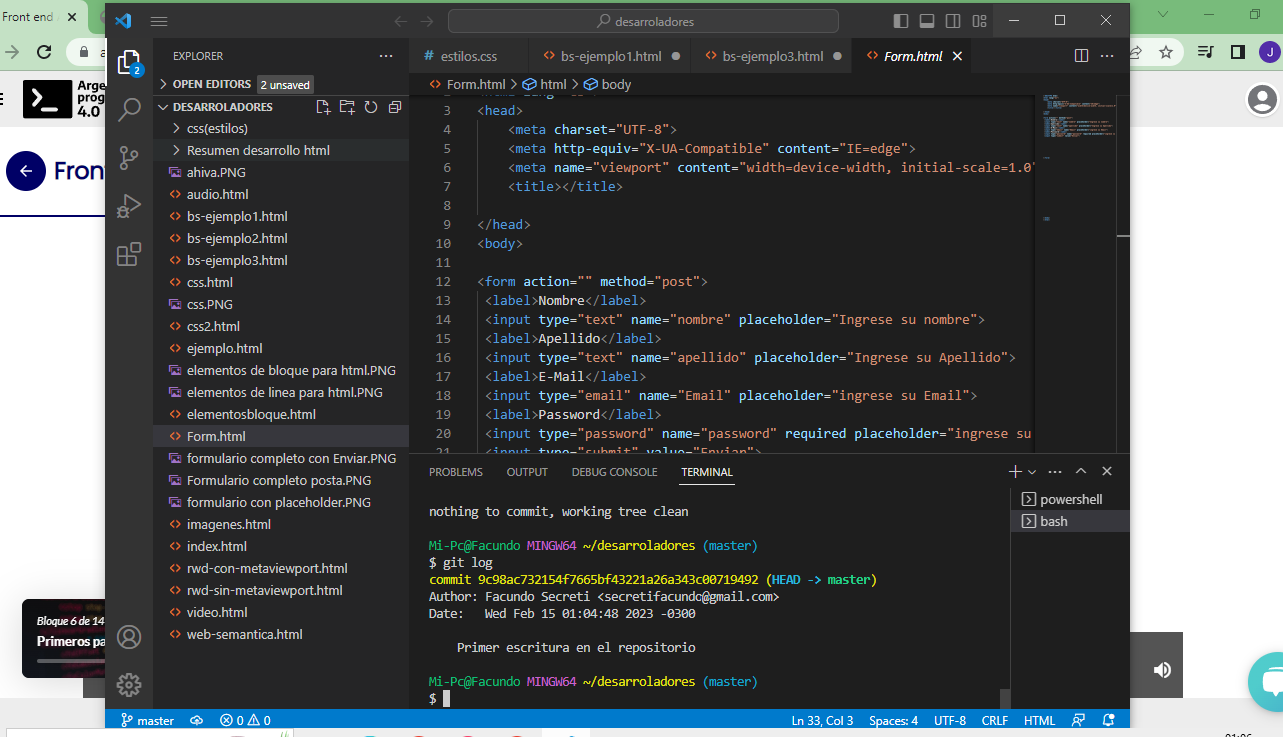 Front end
desarroladores
Arge
prog
4.0
Front
Bloque 6 de 14
Primeros pa
J
EXPLORER
OPEN EDITORS 2 unsaved
DESARROLADORES
css(estilos)
Resumen desarrollo html
ahiva.PNG
audio.html
bs-ejemplo1.html
bs-ejemplo2.html
bs-ejemplo3.html
css.html
css.PNG
css2.html
ejemplo.html
elementos de bloque para html.PNG
elementos de linea para html.PNG
elementosbloque.html
Form.html
formulario completo con Enviar.PNG
Formulario completo posta.PNG
formulario con placeholder.PNG
imagenes.html
index.html
rwd-con-metaviewport.html
rwd-sin-metaviewport.html
video.html
web-semantica.html
2
# estilos.css
<> bs-ejemplo1.html
<> bs-ejemplo3.html
<> Form.html
<> Form.html > html > body
3 <head>
4 <meta charset="UTF-8">
5 <meta http-equiv="X-UA-Compatible" content="IE=edge">
6 <meta name="viewport" content="width=device-width, initial-scale=1.0"
7 <title></title>
8
9 </head>
10 <body>
11
12 <form action="" method="post">
13 <label>Nombre</label>
14 <input type="text" name="nombre" placeholder="Ingrese su nombre">
15 <label>Apellido</label>
16 <input type="text" name="apellido" placeholder="Ingrese su Apellido">
17 <label>E-Mail</label>
18 <input type="email" name="Email" placeholder="ingrese su Email">
19 <label>Password</label>
20 <input type="password" name="password" required placeholder="ingrese su
21 <input type="submit" value="Enviar">
PROBLEMS OUTPUT DEBUG CONSOLE TERMINAL
powershell
bash
nothing to commit, working tree clean
Mi-Pc@Facundo MINGW64 ~/desarroladores (master)
$ git log
commit 9c98ac732154f7665bf43221a26a343c00719492 (HEAD -> master)
Author: Facundo Secreti <secretifacundc@gmail.com>
Date: Wed Feb 15 01:04:48 2023 -0300
Primer escritura en el repositorio
Mi-Pc@Facundo MINGW64 ~/desarroladores (master)
$
master 0 0 Ln 33, Col 3 Spaces: 4 UTF-8 CRLF HTML